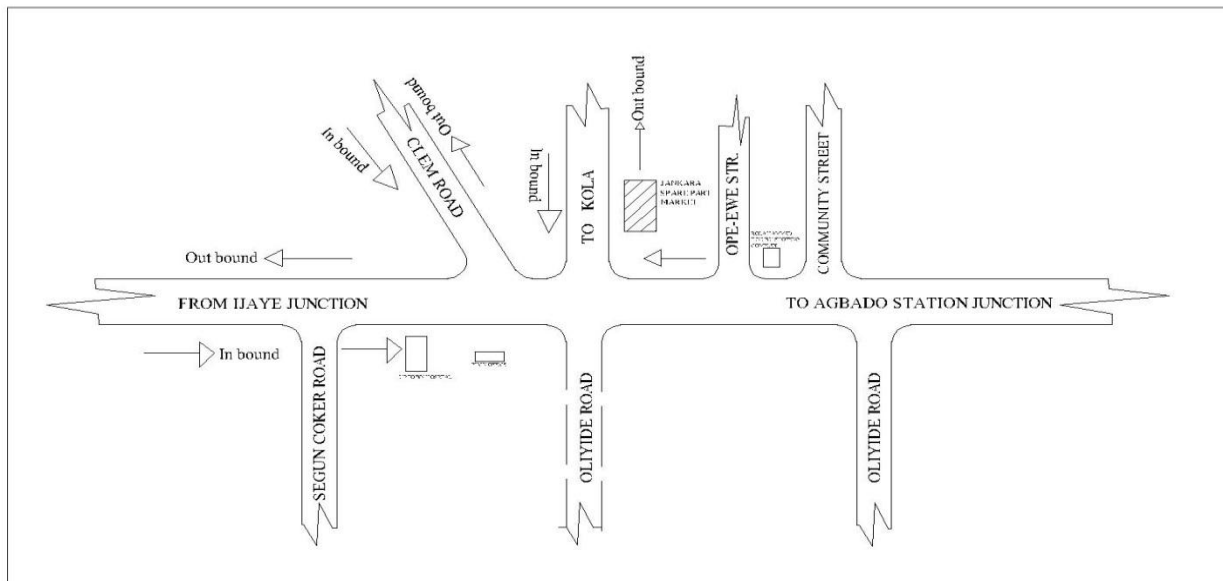 Out bound
In bound
CLEM ROAD
In bound
TO KOLA
Out bound
JANKARA
SPARE PART
MARKET
OPE-EWE STR.
COMMUNITY STREET
Out bound
FROM IJAYE JUNCTION
TO AGBADO STATION JUNCTION
In bound
SEGUN COKER ROAD
OLIYIDE ROAD
OLIYIDE ROAD